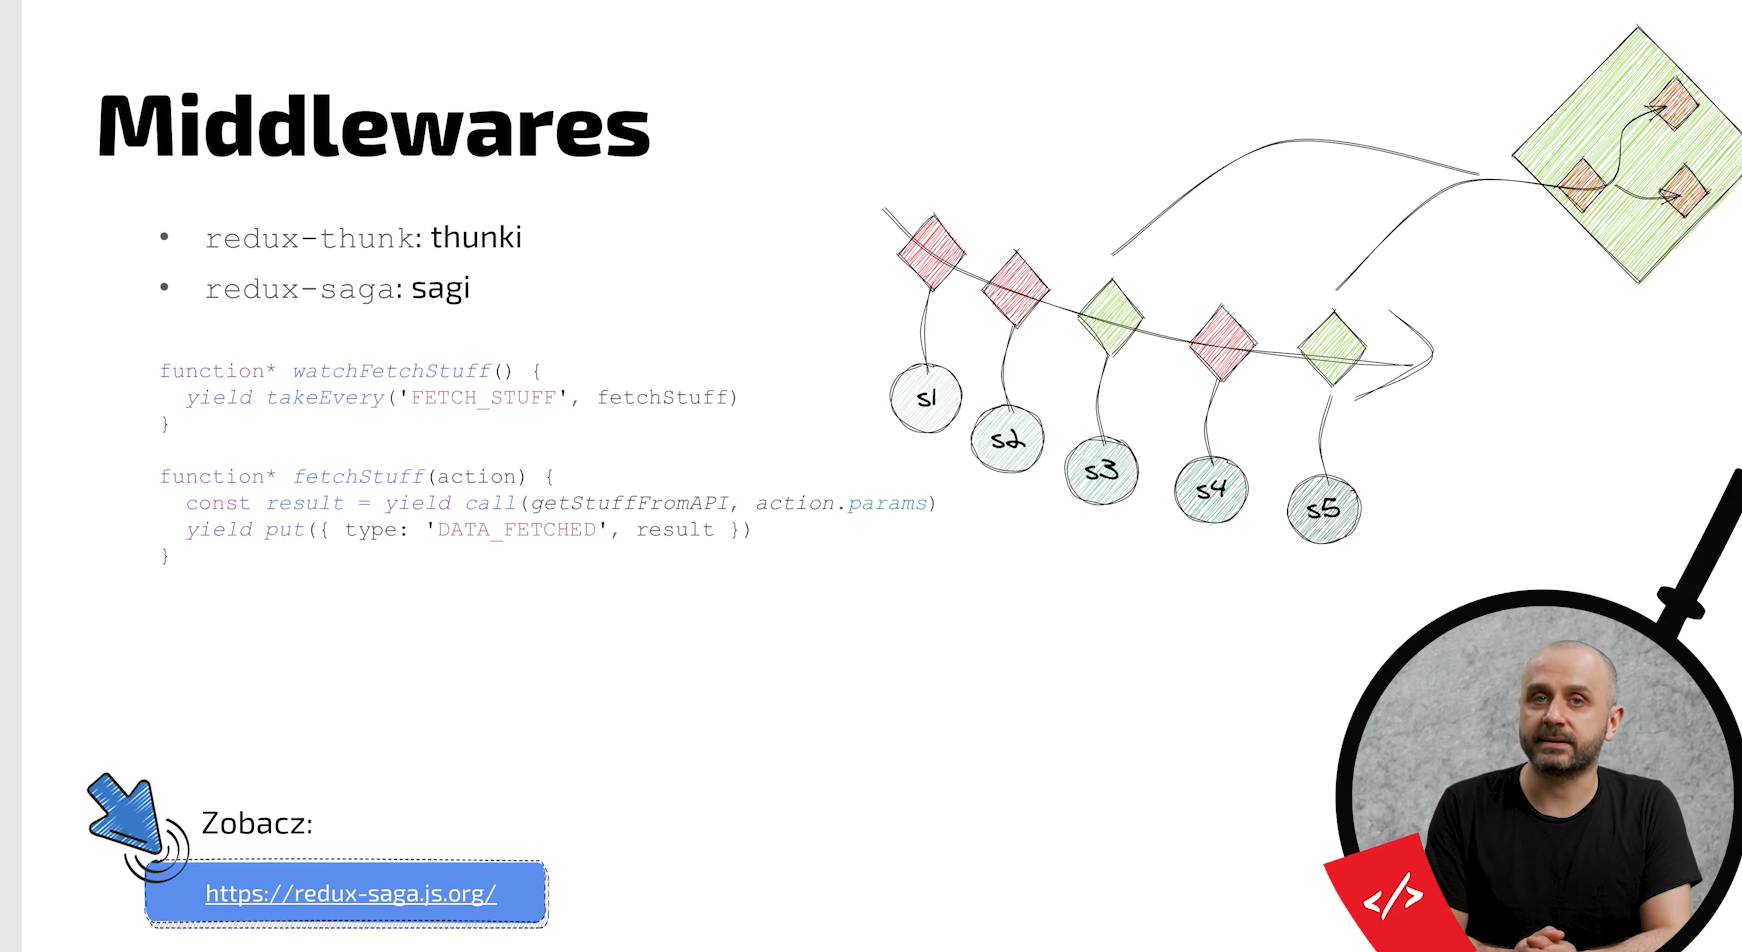 Middlewares
• redux-thunk: thunki
• redux-saga: sagi
function* watchFetchStuff() {
  yield takeEvery('FETCH_STUFF', fetchStuff)
}
function* fetchStuff(action) {
  const result = yield call(getStuffFromAPI, action.params)
  yield put({ type: 'DATA_FETCHED', result })
}
s1
s2
s3
s4
s5
Zobacz:
https://redux-saga.js.org/
</>